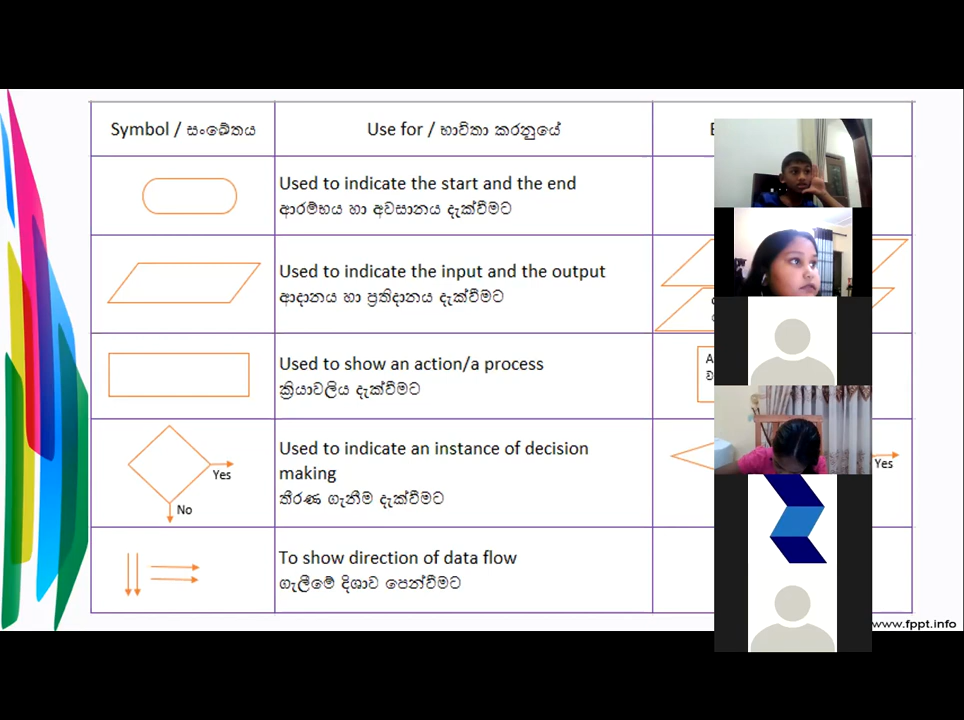 Symbol / සංඛේතය
Use for / භාවිතා කරනුයේ
Used to indicate the start and the end
ආරම්භය හා අවසානය දැක්වීමට
Used to indicate the input and the output
ආදානය හා ප්‍රතිදානය දැක්වීමට
Used to show an action/a process
ක්‍රියාවලිය දැක්වීමට
Yes
No
Used to indicate an instance of decision
making
තීරණ ගැනීම දැක්වීමට
Yes
To show direction of data flow
ගැලීමේ දිශාව පෙන්වීමට
www.fppt.info